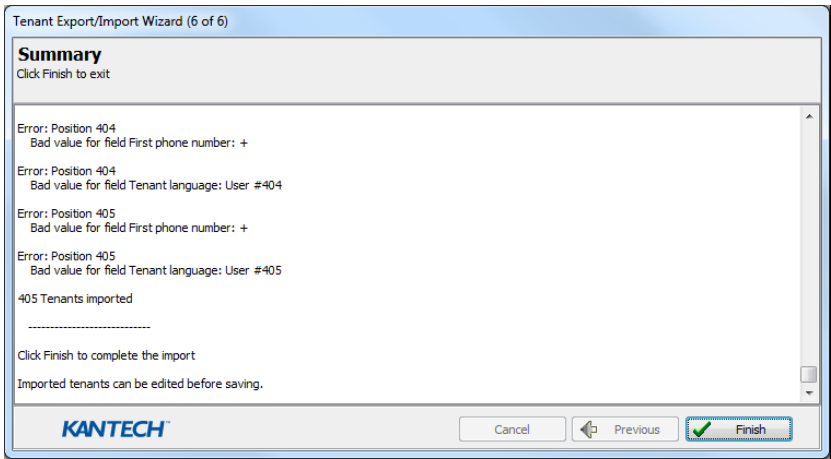 Tenant Export/Import Wizard (6 of 6)
Summary
Click Finish to exit
Error: Position 404
Bad value for field First phone number: +
Error: Position 404
Bad value for field Tenant language: User #404
Error: Position 405
Bad value for field First phone number: +
Error: Position 405
Bad value for field Tenant language: User #405
405 Tenants imported
----------------------------
Click Finish to complete the import
Imported tenants can be edited before saving.
KANTECH™
Cancel
Previous
Finish